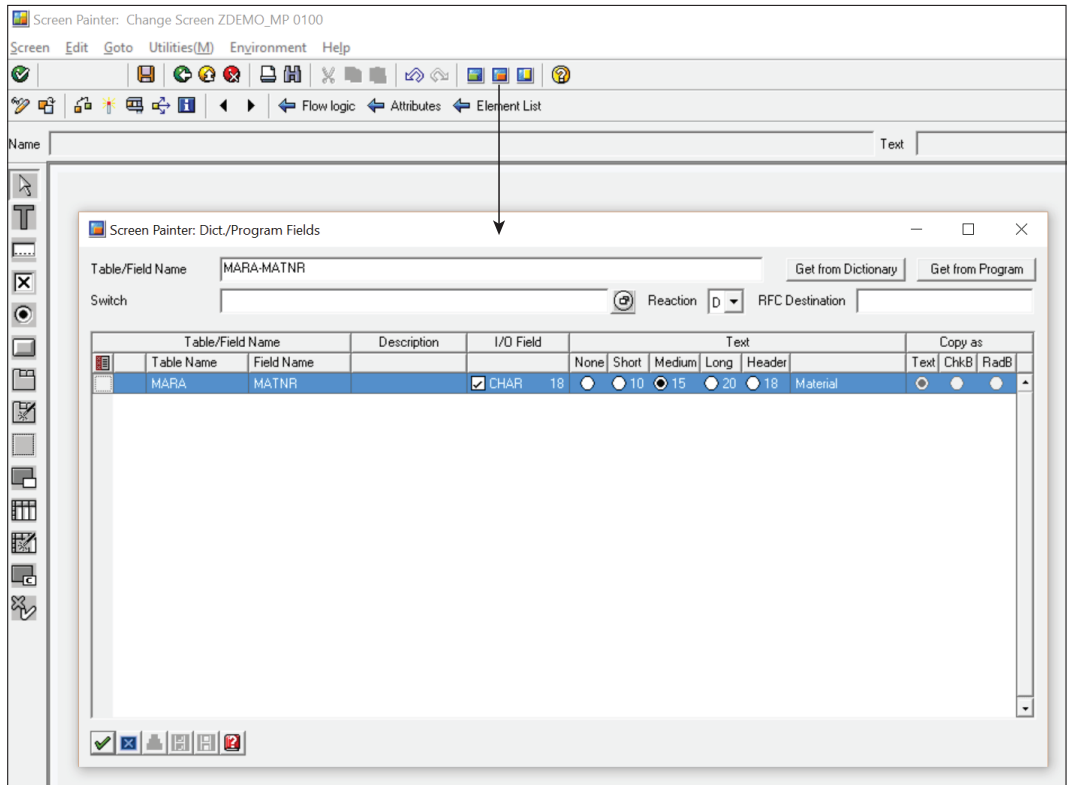 Screen Painter: Change Screen ZDEMO_MP 0100
Screen Edit Goto Utilities(M) Environment Help
Flow logic Attributes Element List
Name Text
Screen Painter: Dict./Program Fields
Table/Field Name MARA-MATNR Get from Dictionary Get from Program
Switch Reaction D RFC Destination
Table/Field Name Description I/O Field Text Copy as
Table Name Field Name None Short Medium Long Header Text ChkB RadB
MARA MATNR CHAR 18 10 15 20 18 Material
C